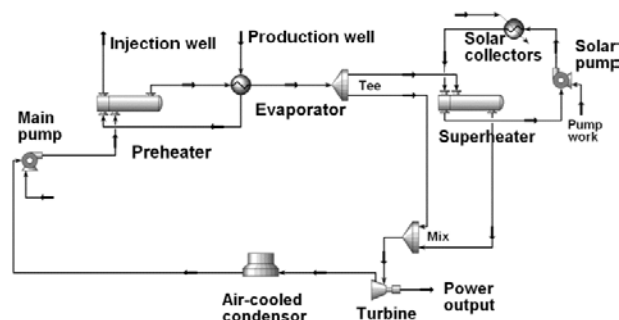 Injection well
Production well
Solar
collectors
Solar
pump
Tee
Evaporator
Main
pump
Preheater
Superheater
Pump
work
Mix
Air-cooled
condensor
Turbine
Power
output